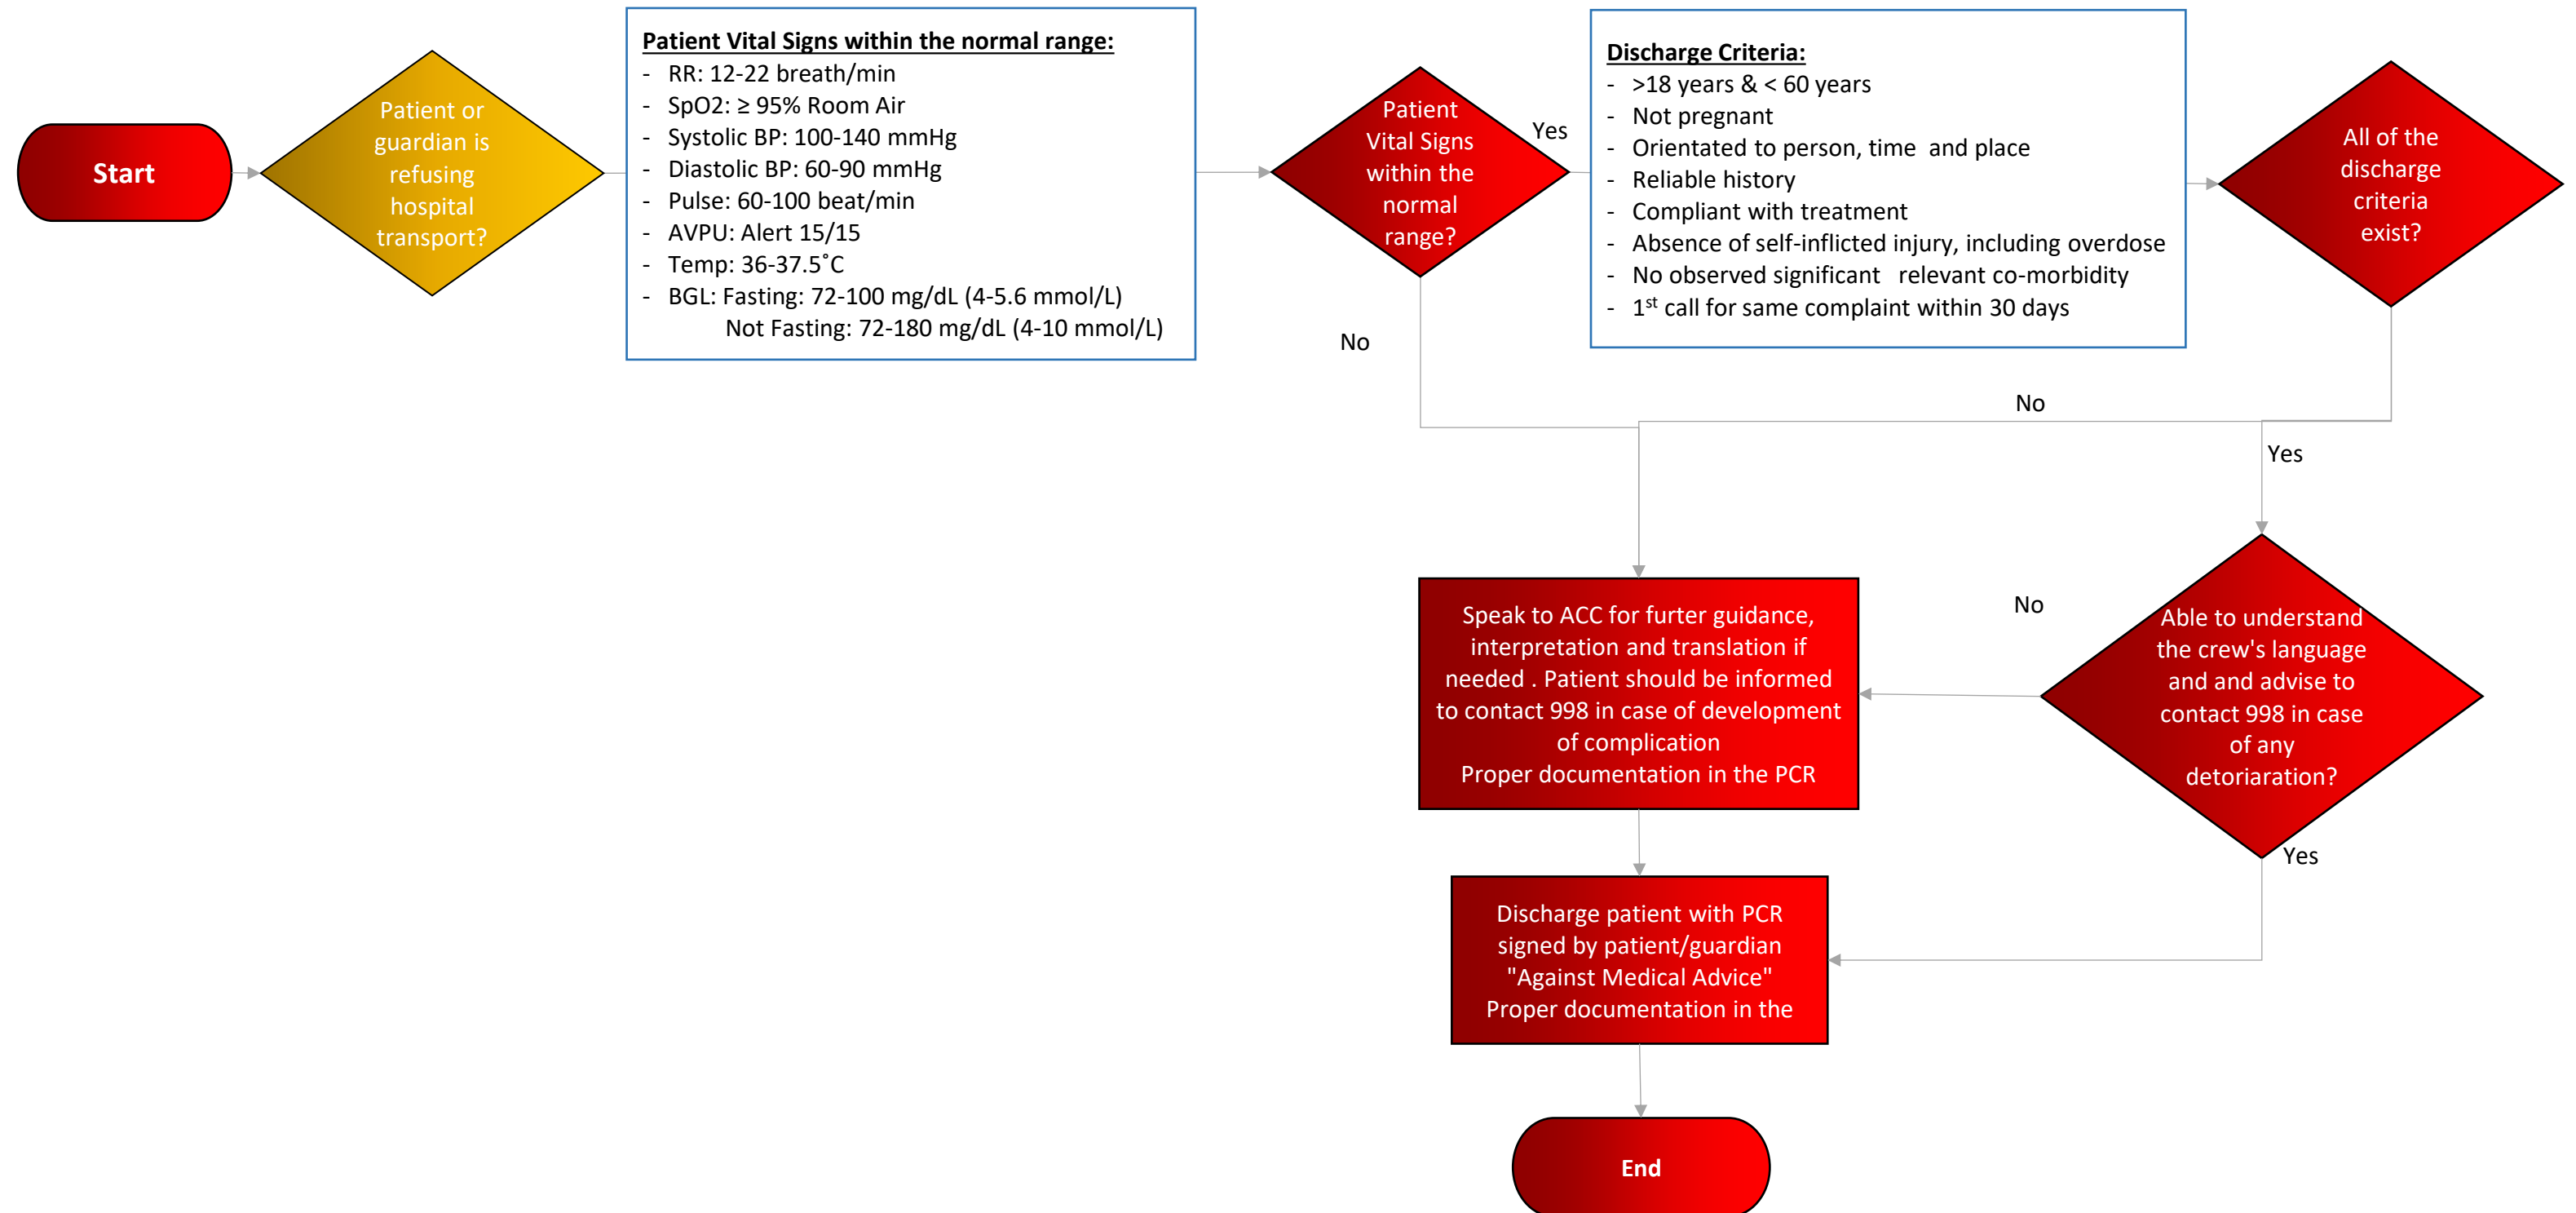 Start
Patient or
guardian is
refusing
hospital
transport?
Patient Vital Signs within the normal range:
- RR: 12-22 breath/min
- SpO2: ≥ 95% Room Air
- Systolic BP: 100-140 mmHg
- Diastolic BP: 60-90 mmHg
- Pulse: 60-100 beat/min
- AVPU: Alert 15/15
- Temp: 36-37.5˚C
- BGL: Fasting: 72-100 mg/dL (4-5.6 mmol/L)
Not Fasting: 72-180 mg/dL (4-10 mmol/L)
Patient
Vital Signs
within the
normal
range?
Yes
No
Discharge Criteria:
- >18 years & < 60 years
- Not pregnant
- Orientated to person, time and place
- Reliable history
- Compliant with treatment
- Absence of self-inflicted injury, including overdose
- No observed significant relevant co-morbidity
- 1st call for same complaint within 30 days
All of the
discharge
criteria
exist?
No
Yes
Able to understand
the crew's language
and and advise to
contact 998 in case
of any
detoriaration?
No
Yes
Speak to ACC for furter guidance,
interpretation and translation if
needed . Patient should be informed
to contact 998 in case of development
of complication
Proper documentation in the PCR
Discharge patient with PCR
signed by patient/guardian
"Against Medical Advice"
Proper documentation in the
End